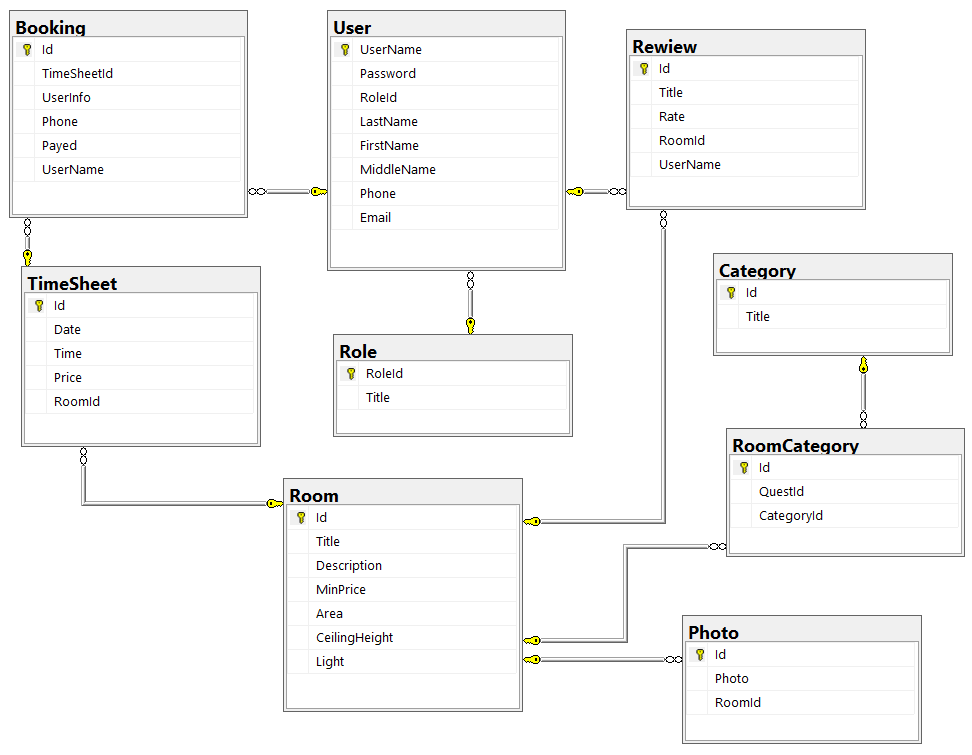 Booking
Id
TimeSheetId
UserInfo
Phone
Payed
UserName
User
UserName
Password
RoleId
LastName
FirstName
MiddleName
Phone
Email
Rewiew
Id
Title
Rate
RoomId
UserName
TimeSheet
Id
Date
Time
Price
RoomId
Role
RoleId
Title
Category
Id
Title
RoomCategory
Id
QuestId
CategoryId
Room
Id
Title
Description
MinPrice
Area
CeilingHeight
Light
Photo
Id
Photo
RoomId